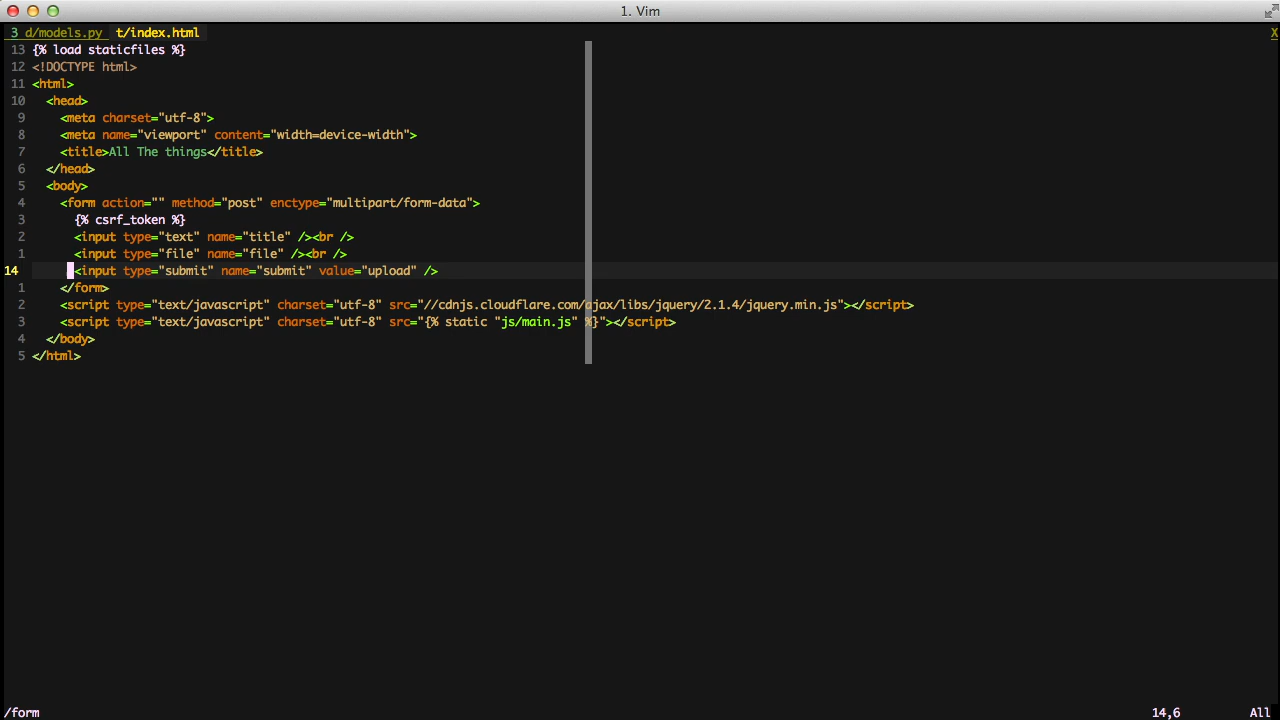 1. Vim
3 d/models.py t/index.html X
13 {% load staticfiles %}
12 <!DOCTYPE html>
11 <html>
10 <head>
9 <meta charset="utf-8">
8 <meta name="viewport" content="width=device-width">
7 <title>All The things</title>
6 </head>
5 <body>
4 <form action="" method="post" enctype="multipart/form-data">
3 {% csrf_token %}
2 <input type="text" name="title" /><br />
1 <input type="file" name="file" /><br />
14 <input type="submit" name="submit" value="upload" />
1 </form>
2 <script type="text/javascript" charset="utf-8" src="//cdnjs.cloudflare.com/ajax/libs/jquery/2.1.4/jquery.min.js"></script>
3 <script type="text/javascript" charset="utf-8" src="{% static "js/main.js" %}"></script>
4 </body>
5 </html>
/form 14,6 All